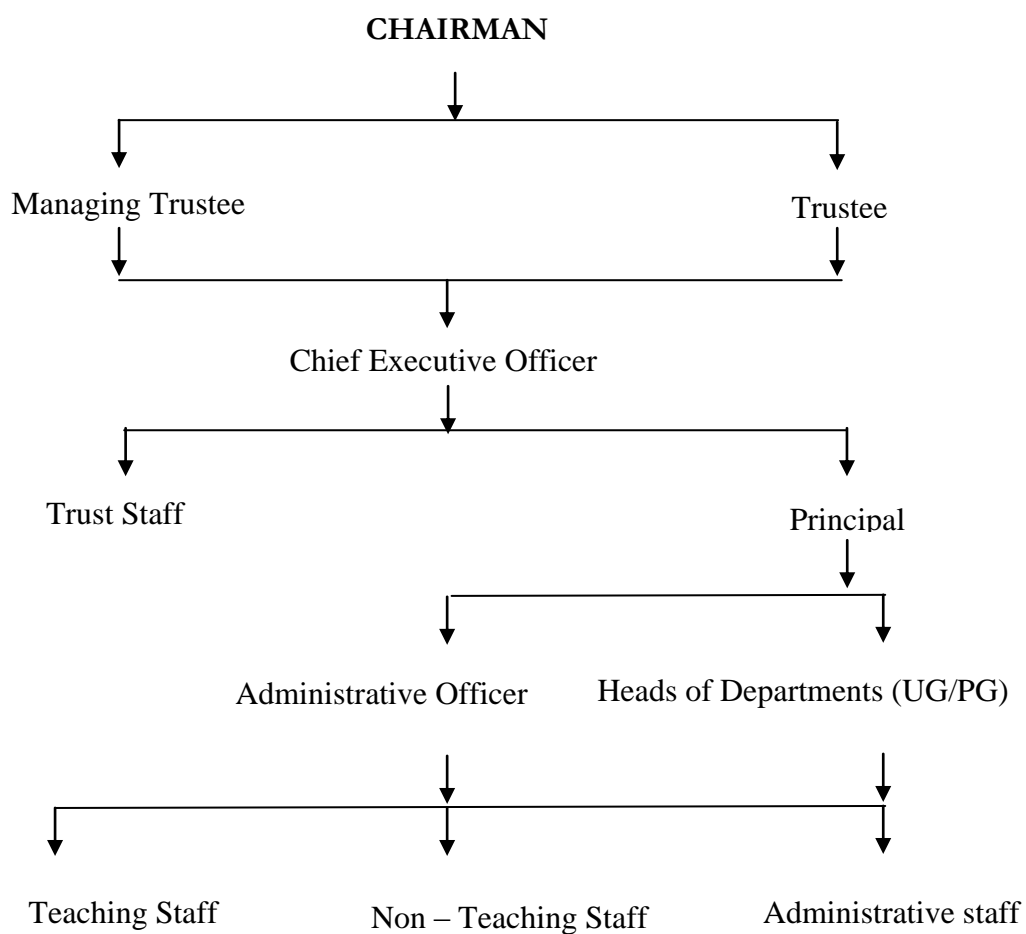 CHAIRMAN
Managing Trustee
Trustee
Chief Executive Officer
Trust Staff
Principal
Administrative Officer
Heads of Departments (UG/PG)
Teaching Staff
Non – Teaching Staff
Administrative staff